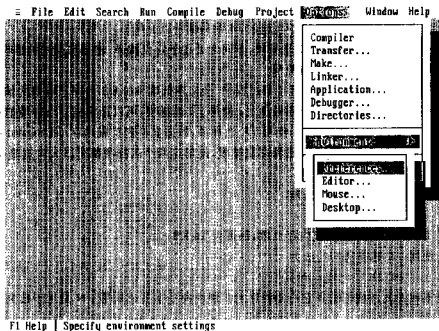 ≡ File Edit Search Run Compile Debug Project Options Window Help
Compiler
Transfer...
Make...
Linker...
Application...
Debugger...
Directories...
Environment
Preferences...
Editor...
Mouse...
Desktop...
F1 Help | Specify environment settings